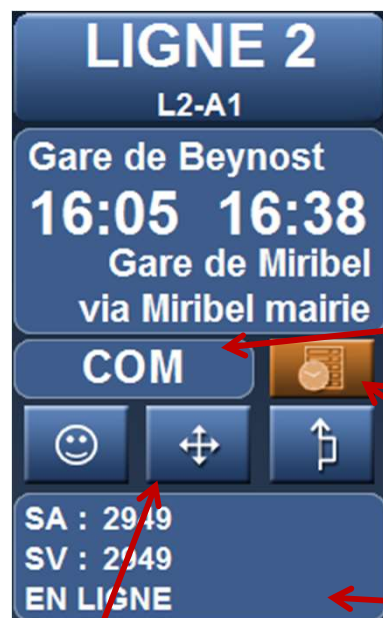 LIGNE 2
L2-A1
Gare de Beynost
16:05 16:38
Gare de Miribel
via Miribel mairie
COM
SA : 2949
SV : 2949
EN LIGNE